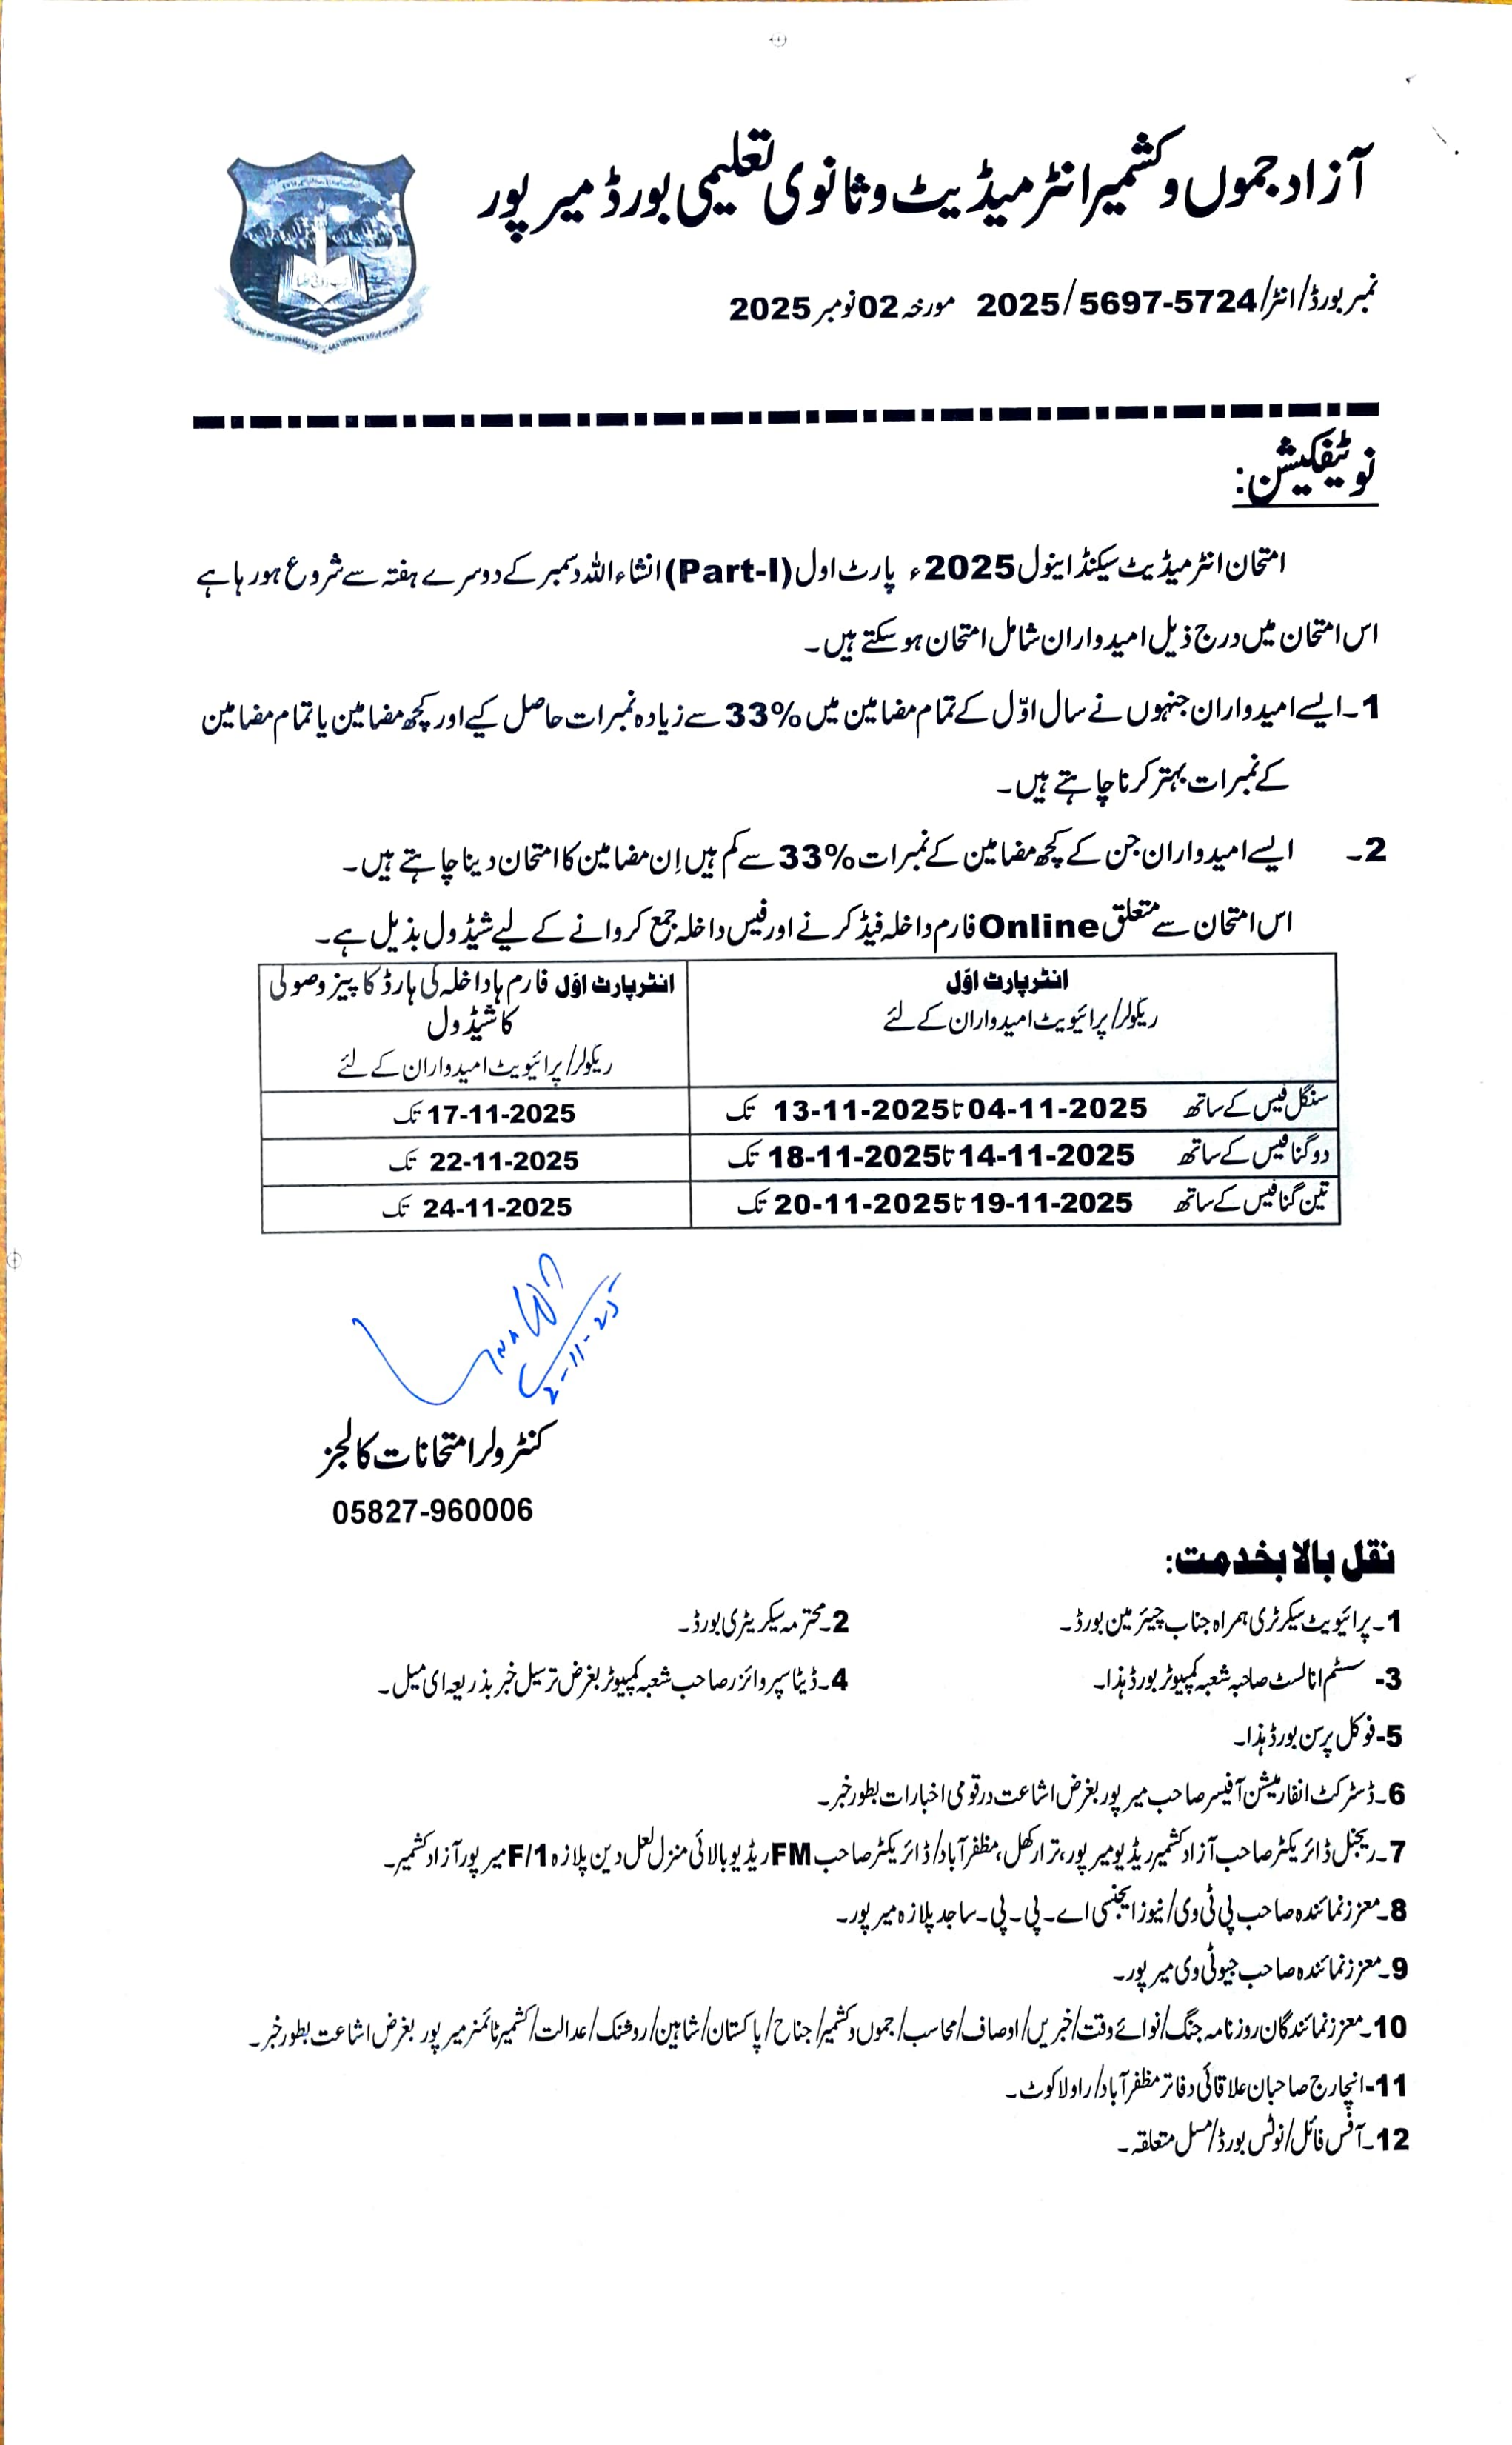 آزاد جموں و کشمیر انٹرمیڈیٹ و ثانوی تعلیمی بورڈ میرپور
نمبر بورڈ/انٹر/2025/5697-5724 مورخہ 02 نومبر 2025
نوٹیفکیشن:
امتحان انٹرمیڈیٹ سیکنڈ اینول 2025ء پارٹ اول (Part-I) انشاء اللہ دسمبر کے دوسرے ہفتہ سے شروع ہو رہا ہے
اس امتحان میں درج ذیل امیدواران شامل امتحان ہو سکتے ہیں۔
1۔ ایسے امیدواران جنہوں نے سال اوّل کے تمام مضامین میں 33% سے زیادہ نمبرات حاصل کیے اور کچھ مضامین یا تمام مضامین
کے نمبرات بہتر کرنا چاہتے ہیں۔
2۔ ایسے امیدواران جن کے کچھ مضامین کے نمبرات 33% سے کم ہیں اِن مضامین کا امتحان دینا چاہتے ہیں۔
اس امتحان سے متعلق Online فارم داخلہ فیڈ کرنے اور فیس داخلہ جمع کروانے کے لیے شیڈول بذیل ہے۔
انٹر پارٹ اوّل
ریگولر/پرائیویٹ امیدواران کے لئے
انٹر پارٹ اوّل فارم ہا داخلہ کی ہارڈ کاپیز وصولی
کا شیڈول
ریگولر/پرائیویٹ امیدواران کے لئے
سنگل فیس کے ساتھ 04-11-2025 تا 13-11-2025 تک
17-11-2025 تک
دوگنا فیس کے ساتھ 14-11-2025 تا 18-11-2025 تک
22-11-2025 تک
تین گنا فیس کے ساتھ 19-11-2025 تا 20-11-2025 تک
24-11-2025 تک
2-11-25
کنٹرولر امتحانات کالجز
05827-960006
نقل بالا بخدمت:
1۔ پرائیویٹ سیکرٹری ہمراہ جناب چیئرمین بورڈ۔ 2۔ محترمہ سیکریٹری بورڈ۔
3- سسٹم انالسٹ صاحبہ شعبہ کمپیوٹر بورڈ ہذا۔ 4۔ ڈیٹا سپروائزر صاحب شعبہ کمپیوٹر بغرض ترسیل خبر بذریعہ ای میل۔
5- فوکل پرسن بورڈ ہذا۔
6۔ ڈسٹرکٹ انفارمیشن آفیسر صاحب میرپور بغرض اشاعت در قومی اخبارات بطور خبر۔
7۔ ریجنل ڈائریکٹر صاحب آزاد کشمیر ریڈیو میرپور، تراڑکھل، مظفرآباد/ڈائریکٹر صاحب FM ریڈیو بالائی منزل لعل دین پلازہ F/1 میرپور آزاد کشمیر۔
8۔ معزز نمائندہ صاحب پی ٹی وی/نیوز ایجنسی اے۔ پی۔ پی۔ ساجد پلازہ میرپور۔
9۔ معزز نمائندہ صاحب جیو ٹی وی میرپور۔
10۔ معزز نمائندگان روزنامہ جنگ/نوائے وقت/خبریں/اوصاف/محاسب/جموں و کشمیر/جناح/پاکستان/شاہین/روشنک/عدالت/کشمیر ٹائمنر میرپور بغرض اشاعت بطور خبر۔
11- انچارج صاحبان علاقائی دفاتر مظفرآباد/راولاکوٹ۔
12۔ آفس فائل/نوٹس بورڈ/مسل متعلقہ۔